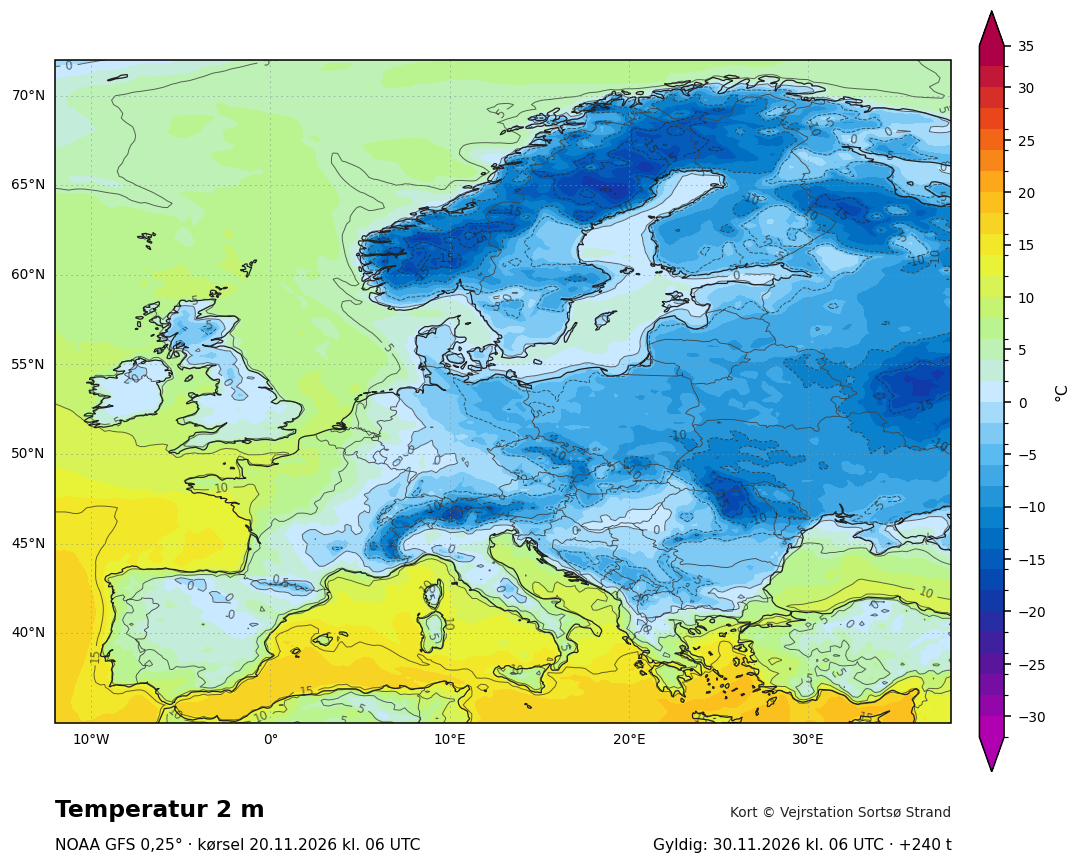 70°N
65°N
60°N
55°N
50°N
45°N
40°N
10°W 0° 10°E 20°E 30°E
35
30
25
20
15
10
5
0
−5
−10
−15
−20
−25
−30
°C
Temperatur 2 m
Kort © Vejrstation Sortsø Strand
NOAA GFS 0,25° · kørsel 20.11.2026 kl. 06 UTC
Gyldig: 30.11.2026 kl. 06 UTC · +240 t